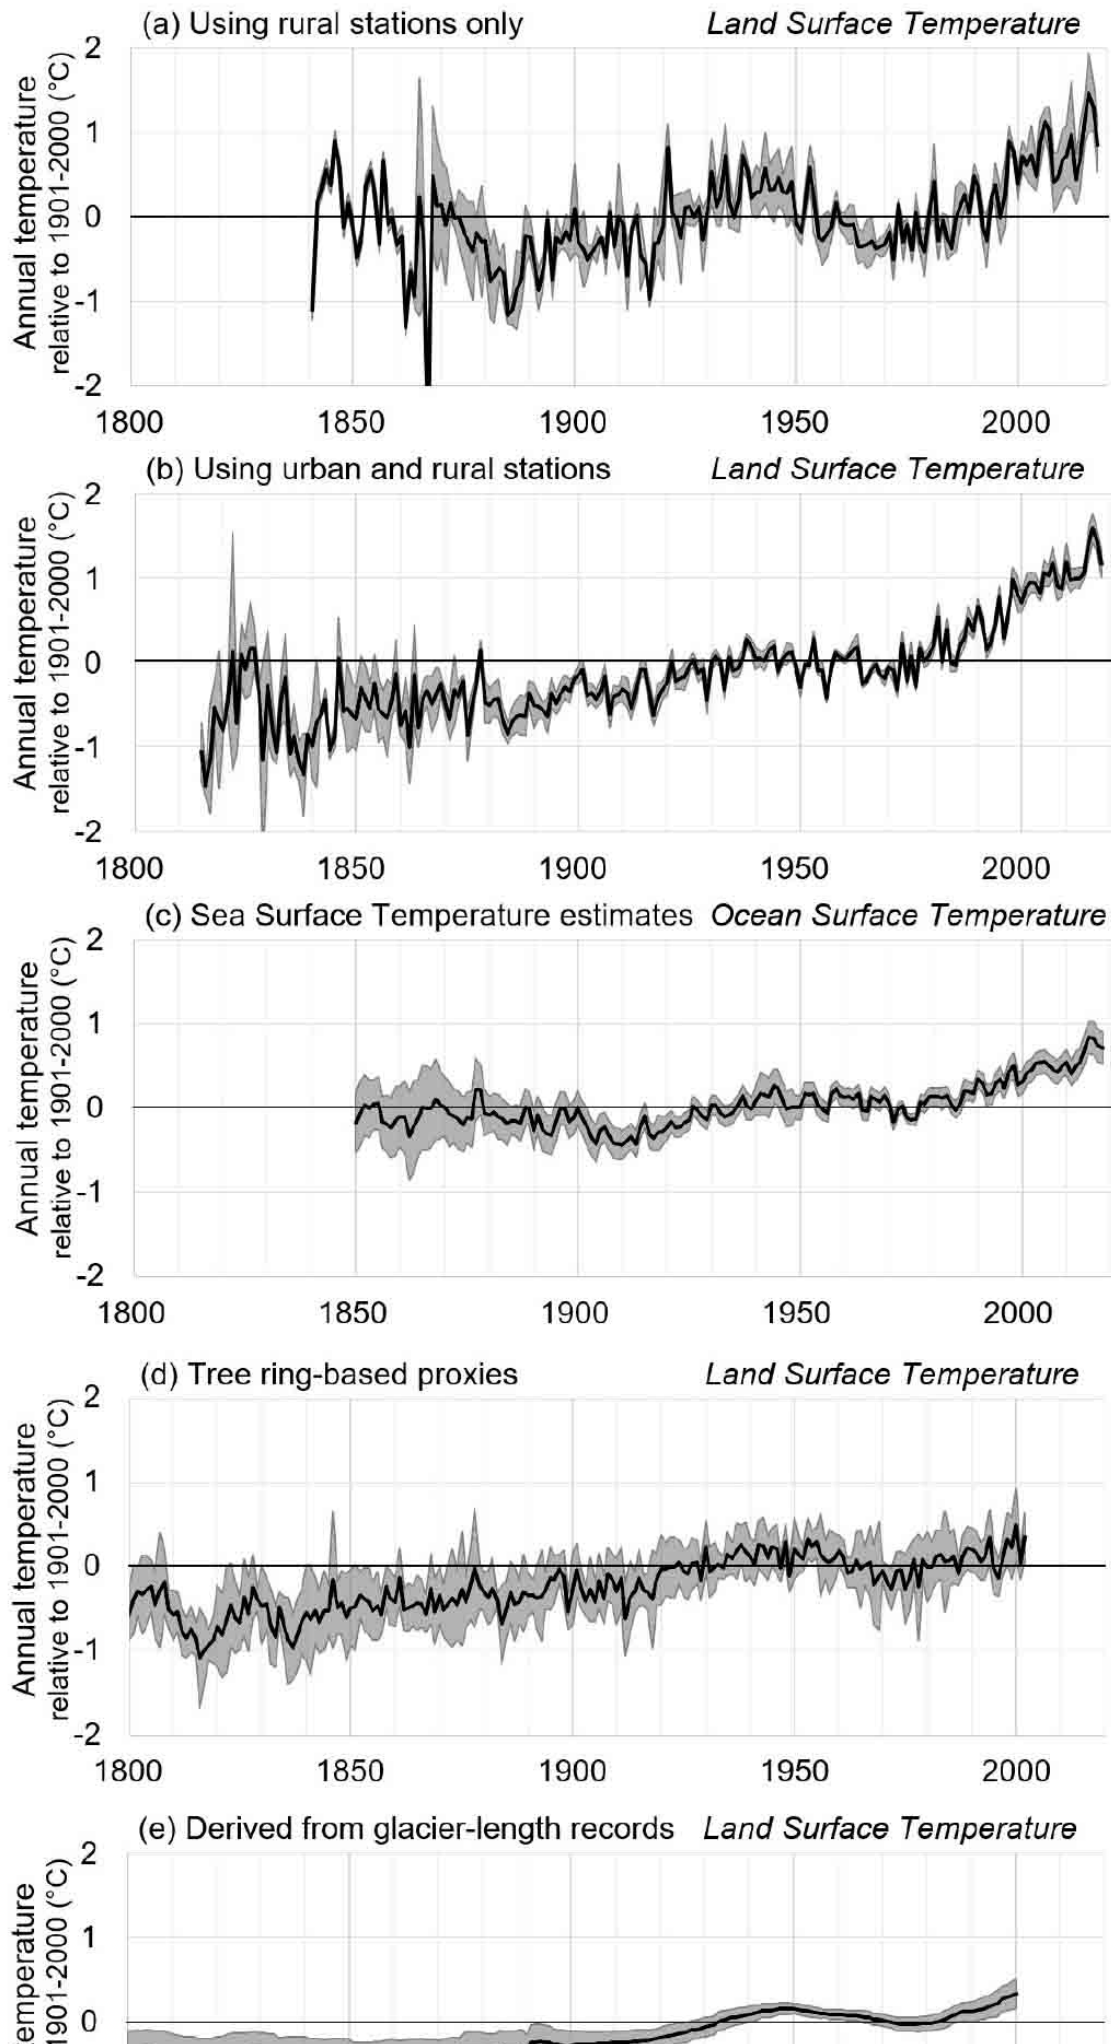 (a) Using rural stations only Land Surface Temperature
Annual temperature
relative to 1901-2000 (°C)
2
1
0
-1
-2
1800 1850 1900 1950 2000
(b) Using urban and rural stations Land Surface Temperature
Annual temperature
relative to 1901-2000 (°C)
2
1
0
-1
-2
1800 1850 1900 1950 2000
(c) Sea Surface Temperature estimates Ocean Surface Temperature
Annual temperature
relative to 1901-2000 (°C)
2
1
0
-1
-2
1800 1850 1900 1950 2000
(d) Tree ring-based proxies Land Surface Temperature
Annual temperature
relative to 1901-2000 (°C)
2
1
0
-1
-2
1800 1850 1900 1950 2000
(e) Derived from glacier-length records Land Surface Temperature
emperature
1901-2000 (°C)
2
1
0